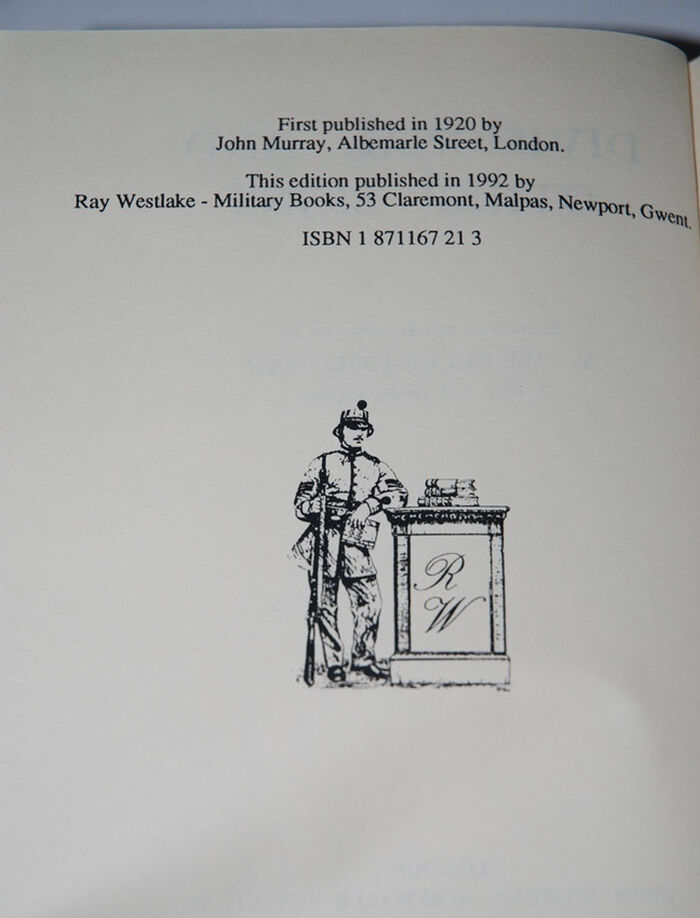 First published in 1920 by
John Murray, Albemarle Street, London.
This edition published in 1992 by
Ray Westlake - Military Books, 53 Claremont, Malpas, Newport, Gwent.
ISBN 1 871167 21 3
R
W